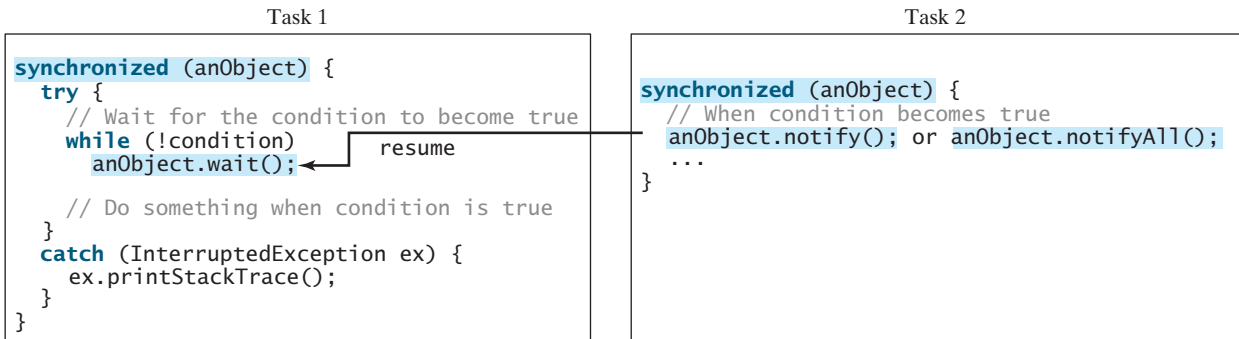 Task 1
synchronized (anObject) {
try {
// Wait for the condition to become true
while (!condition)
anObject.wait();
// Do something when condition is true
}
catch (InterruptedException ex) {
ex.printStackTrace();
}
}
resume
Task 2
synchronized (anObject) {
// When condition becomes true
anObject.notify(); or anObject.notifyAll();
...
}